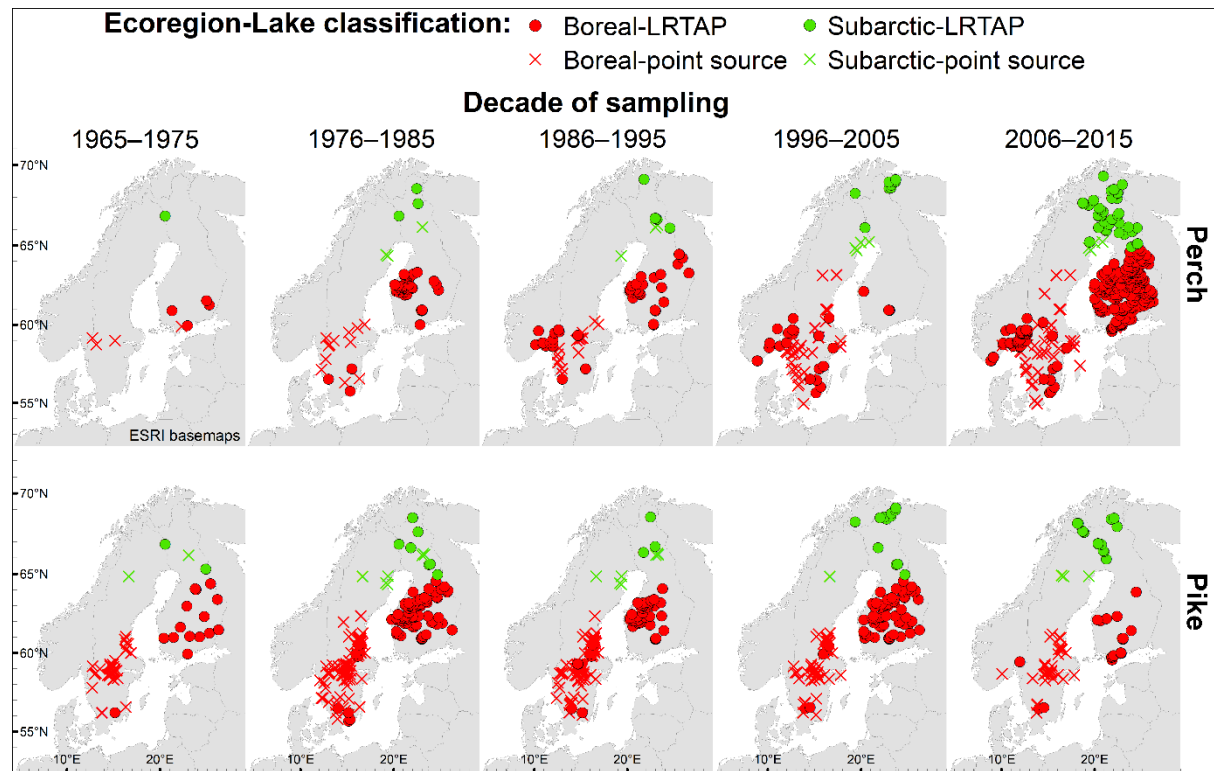 Ecoregion-Lake classification: Boreal-LRTAP Subarctic-LRTAP
Boreal-point source Subarctic-point source
Decade of sampling
1965–1975 1976–1985 1986–1995 1996–2005 2006–2015
70°N
65°N
60°N
55°N
ESRI basemaps
Perch
70°N
65°N
60°N
55°N
Pike
10°E 20°E 10°E 20°E 10°E 20°E 10°E 20°E 10°E 20°E